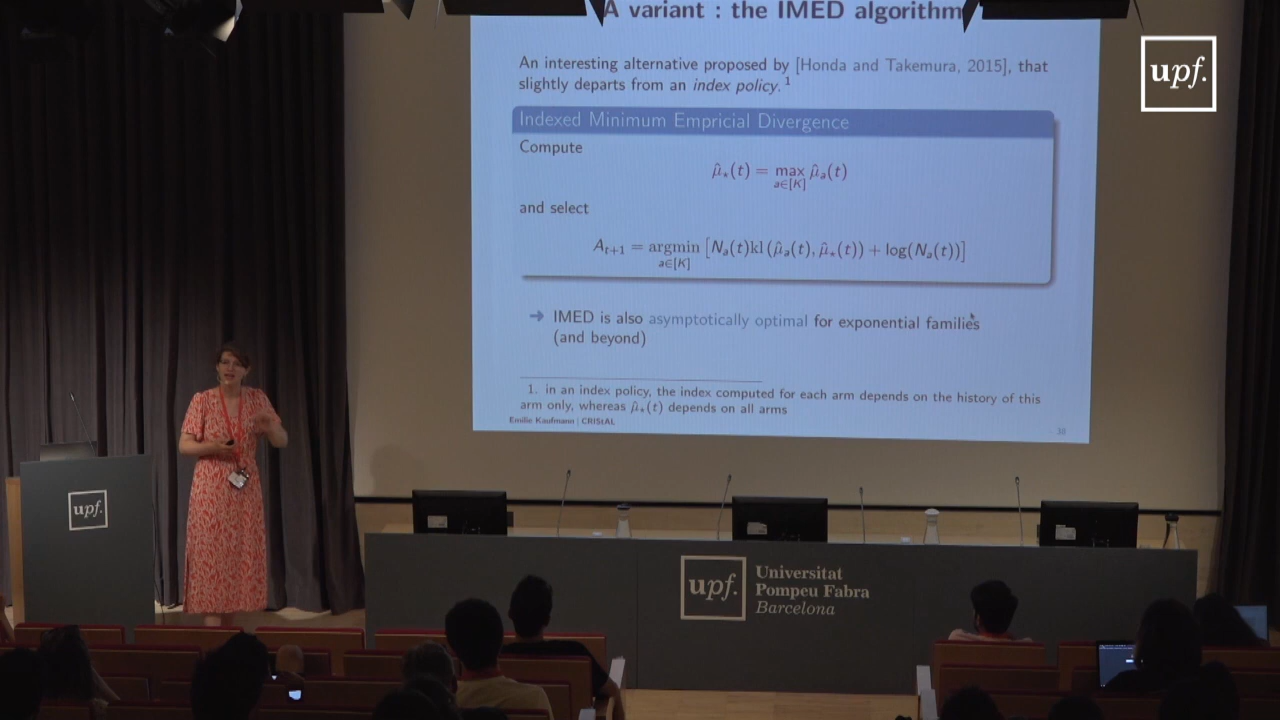 A variant : the IMED algorithm
An interesting alternative proposed by [Honda and Takemura, 2015], that
slightly departs from an index policy. 1
Indexed Minimum Empricial Divergence
Compute
μ̂⋆(t) = max a∈[K] μ̂a(t)
and select
At+1 = argmin a∈[K] [Na(t)kl (μ̂a(t), μ̂⋆(t)) + log(Na(t))]
➜ IMED is also asymptotically optimal for exponential families
(and beyond)
1. in an index policy, the index computed for each arm depends on the history of this
arm only, whereas μ̂⋆(t) depends on all arms
Emilie Kaufmann | CRIStAL
38
upf.
upf.
upf.
Universitat
Pompeu Fabra
Barcelona